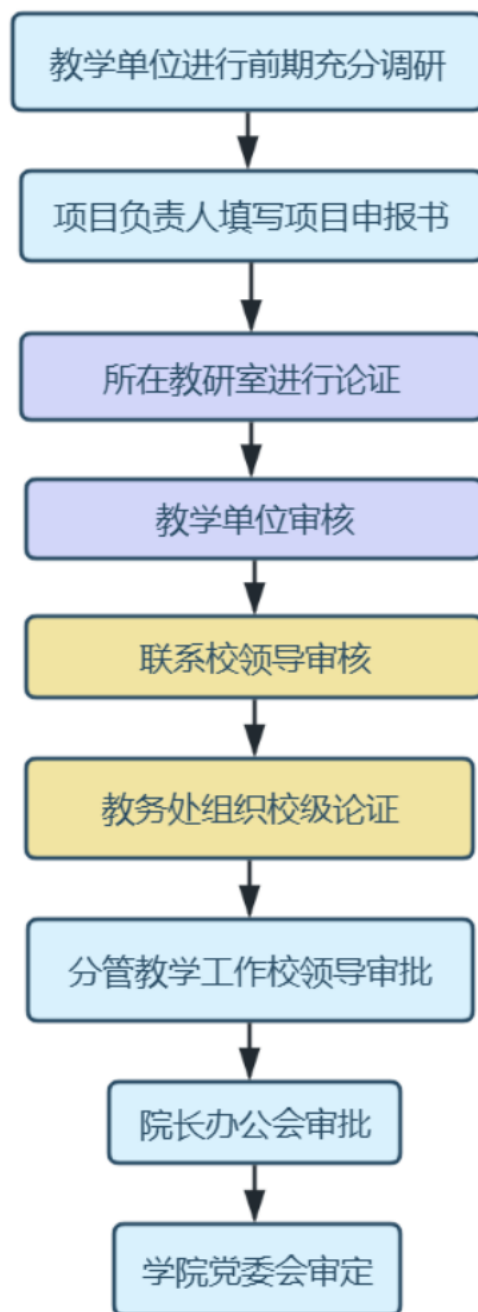 教学单位进行前期充分调研
项目负责人填写项目申报书
所在教研室进行论证
教学单位审核
联系校领导审核
教务处组织校级论证
分管教学工作校领导审批
院长办公会审批
学院党委会审定